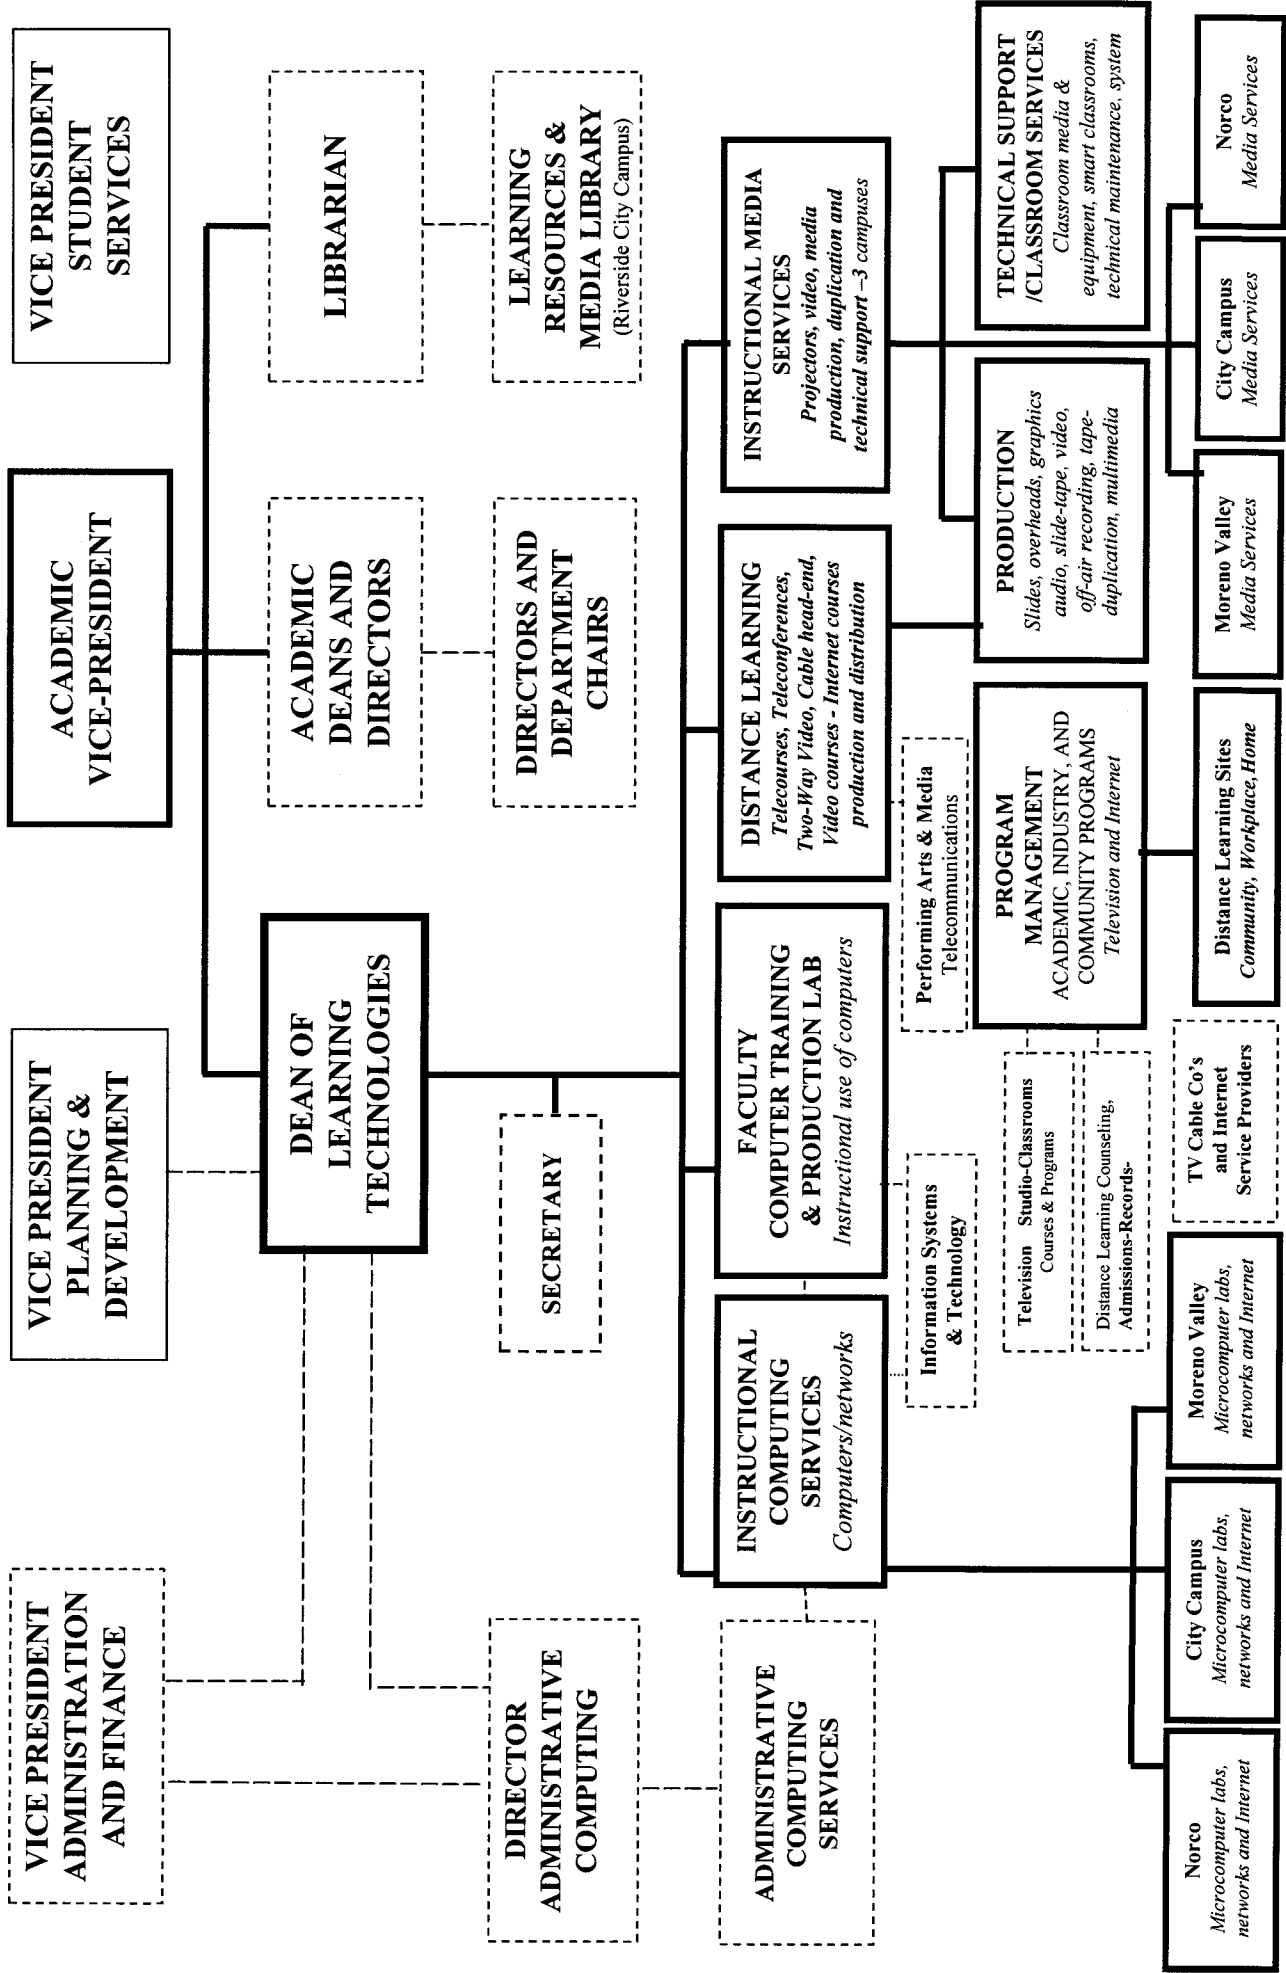 VICE PRESIDENT
ADMINISTRATION
AND FINANCE
VICE PRESIDENT
PLANNING &
DEVELOPMENT
ACADEMIC
VICE-PRESIDENT
VICE PRESIDENT
STUDENT
SERVICES
DEAN OF
LEARNING
TECHNOLOGIES
ACADEMIC
DEANS AND
DIRECTORS
LIBRARIAN
DIRECTOR
ADMINISTRATIVE
COMPUTING
SECRETARY
DIRECTORS AND
DEPARTMENT
CHAIRS
LEARNING
RESOURCES &
MEDIA LIBRARY
(Riverside City Campus)
ADMINISTRATIVE
COMPUTING
SERVICES
INSTRUCTIONAL
COMPUTING
SERVICES
Computers/networks
FACULTY
COMPUTER TRAINING
& PRODUCTION LAB
Instructional use of computers
DISTANCE LEARNING
Telecourses, Teleconferences,
Two-Way Video, Cable head-end,
Video courses - Internet courses
production and distribution
INSTRUCTIONAL MEDIA
SERVICES
Projectors, video, media
production, duplication and
technical support –3 campuses
Information Systems
& Technology
Performing Arts & Media
Telecommunications
Television Studio-Classrooms
Courses & Programs
Distance Learning Counseling,
Admissions-Records-
PROGRAM
MANAGEMENT
ACADEMIC, INDUSTRY, AND
COMMUNITY PROGRAMS
Television and Internet
PRODUCTION
Slides, overheads, graphics
audio, slide-tape, video,
off-air recording, tape-
duplication, multimedia
TECHNICAL SUPPORT
/CLASSROOM SERVICES
Classroom media &
equipment, smart classrooms,
technical maintenance, system
Norco
Microcomputer labs,
networks and Internet
City Campus
Microcomputer labs,
networks and Internet
Moreno Valley
Microcomputer labs,
networks and Internet
TV Cable Co's
and Internet
Service Providers
Distance Learning Sites
Community, Workplace, Home
Moreno Valley
Media Services
City Campus
Media Services
Norco
Media Services